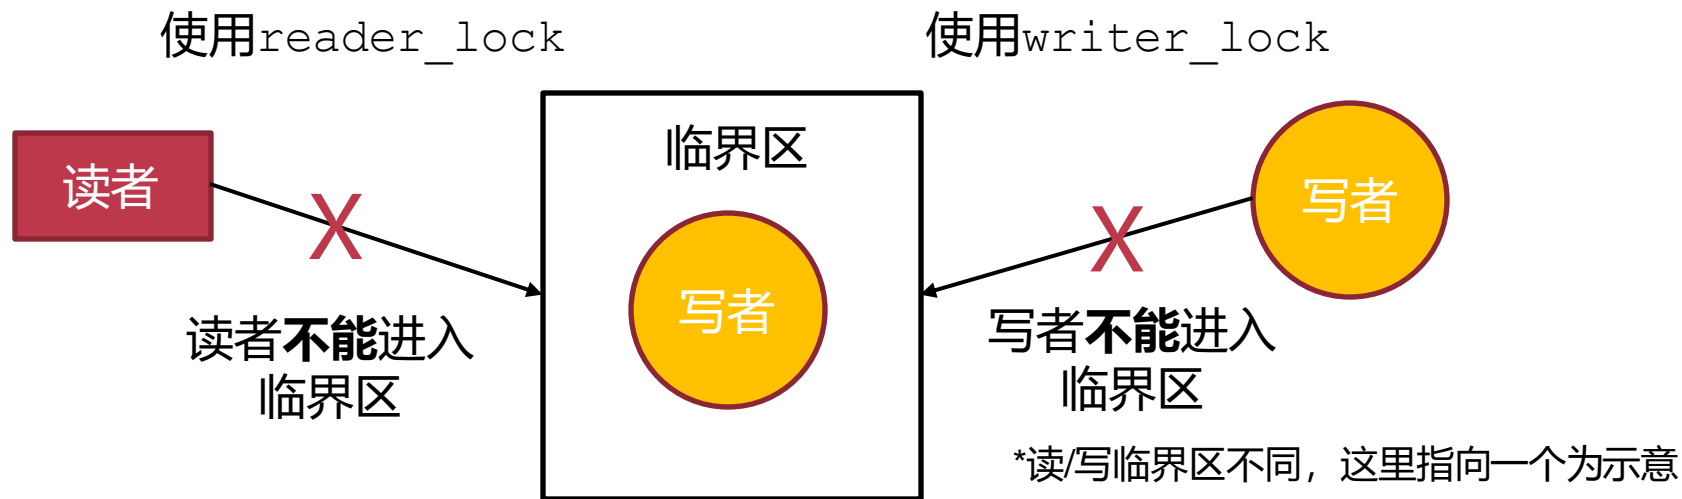 使用reader_lock
使用writer_lock
临界区
读者
X
X
写者
写者
读者不能进入
临界区
写者不能进入
临界区
*读/写临界区不同，这里指向一个为示意